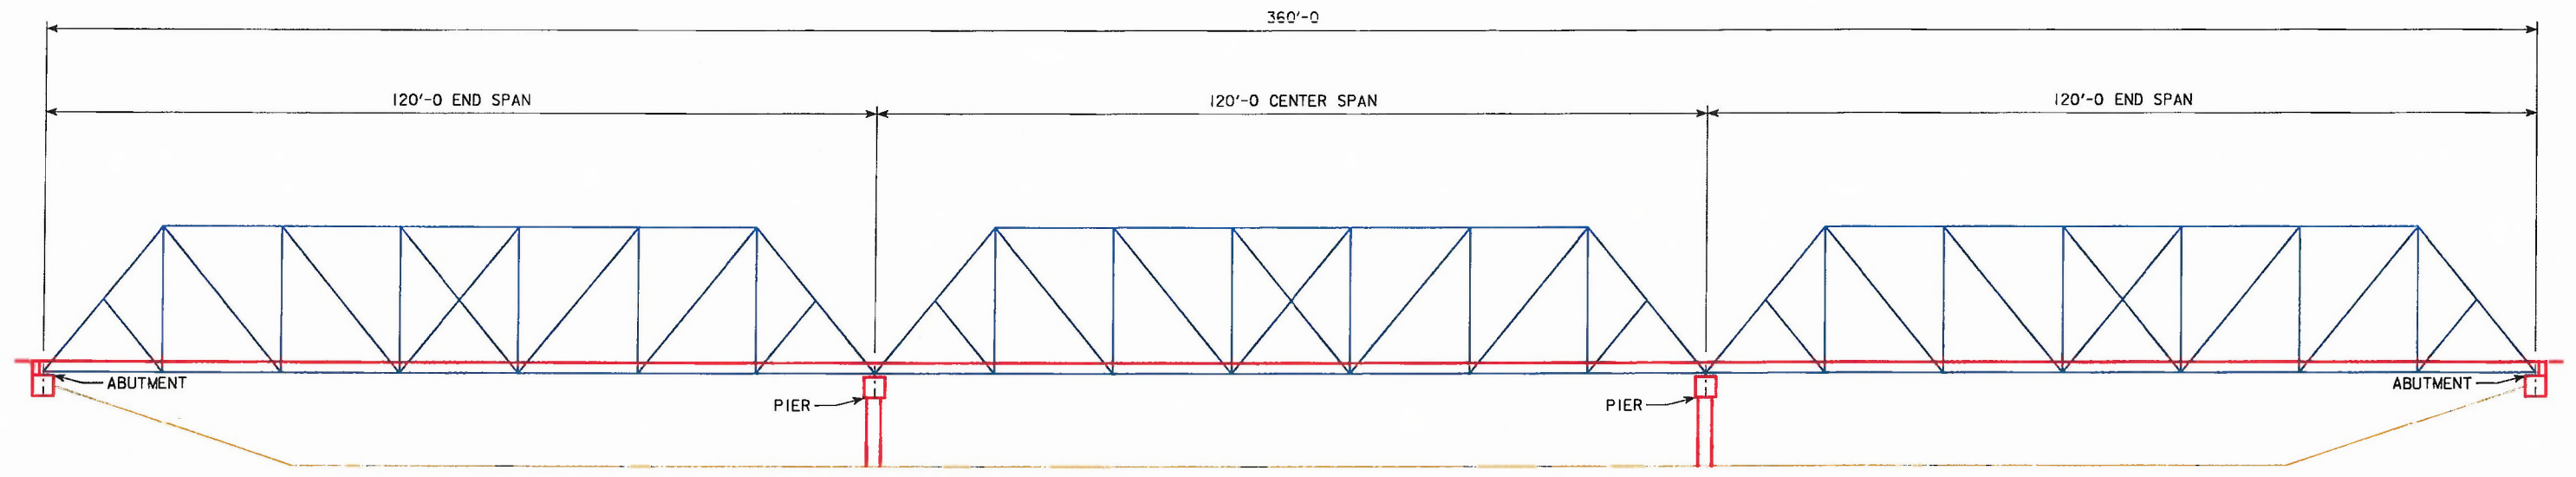 360'-0
120'-0 END SPAN
120'-0 CENTER SPAN
120'-0 END SPAN
ABUTMENT
PIER
PIER
ABUTMENT